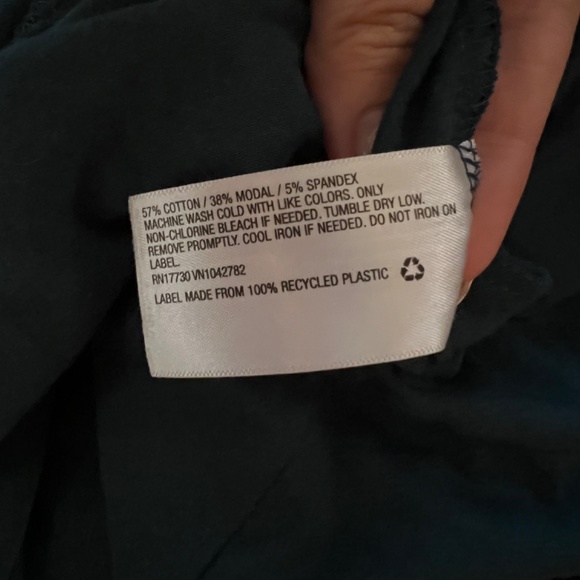 57% COTTON / 38% MODAL / 5% SPANDEX
MACHINE WASH COLD WITH LIKE COLORS. ONLY
NON-CHLORINE BLEACH IF NEEDED. TUMBLE DRY LOW.
REMOVE PROMPTLY. COOL IRON IF NEEDED. DO NOT IRON ON
LABEL.
RN17730 VN1042782
LABEL MADE FROM 100% RECYCLED PLASTIC